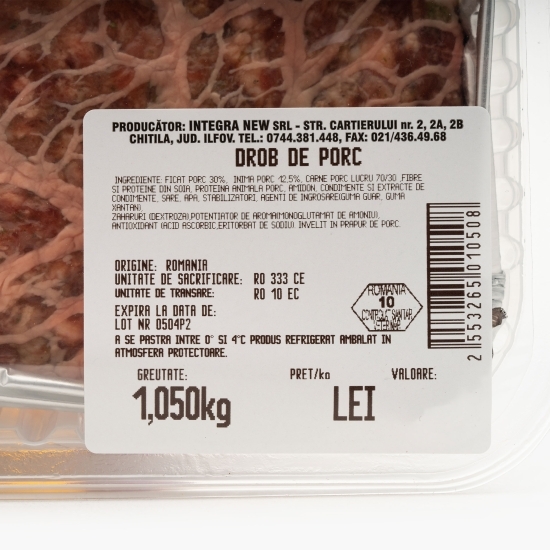 PRODUCĂTOR: INTEGRA NEW SRL - STR. CARTIERULUI nr. 2, 2A, 2B
CHITILA, JUD. ILFOV. TEL.: 0744.381.448, FAX: 021/436.49.68
DROB DE PORC
INGREDIENTE: FICAT PORC 30%, INIMA PORC 12.5%, CARNE PORC LUCRU 70/30 ,FIBRE
SI PROTEINE DIN SOIA, PROTEINA ANIMALA PORC, AMIDON, CONDIMENTE SI EXTRACTE DE
CONDIMENTE, SARE, APA, STABILIZATORI, AGENTI DE INGROSARE(GUMA GUAR, GUMA
XANTAN),
ZAHARURI (DEXTROZA),POTENTIATOR DE AROMA(MONOGLUTAMAT DE AMONIU),
ANTIOXIDANT (ACID ASCORBIC,ERITORBAT DE SODIU) INVELIT IN PRAPUR DE PORC.
ORIGINE: ROMANIA
UNITATE DE SACRIFICARE: RO 333 CE
UNITATE DE TRANSARE: RO 10 EC
EXPIRA LA DATA DE:
LOT NR 0504P2
ROMANIA
10
A SE PASTRA INTRE 0° SI 4°C PRODUS REFRIGERAT AMBALAT IN
ATMOSFERA PROTECTOARE.
GREUTATE: PRET/KG VALOARE:
1,050kg LEI
2 553265 010508